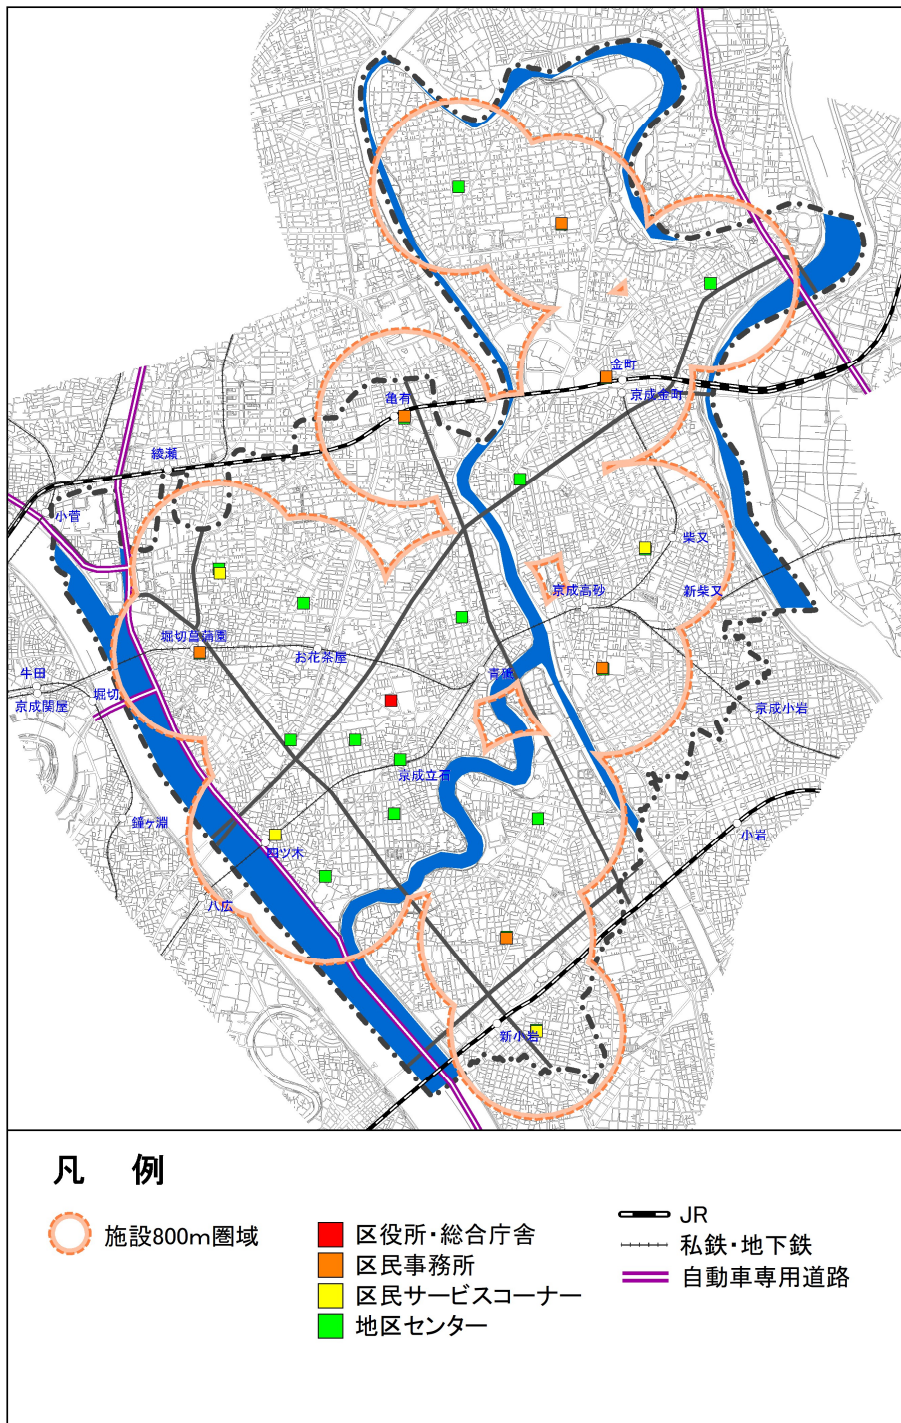 金町
京成金町
亀有
綾瀬
小菅
柴又
京成高砂
新柴又
堀切菖蒲園
お花茶屋
牛田
堀切
青砥
京成関屋
京成小岩
京成立石
鐘ヶ淵
四ツ木
小岩
八広
新小岩
凡 例
施設800m圏域
区役所・総合庁舎
区民事務所
区民サービスコーナー
地区センター
JR
私鉄・地下鉄
自動車専用道路